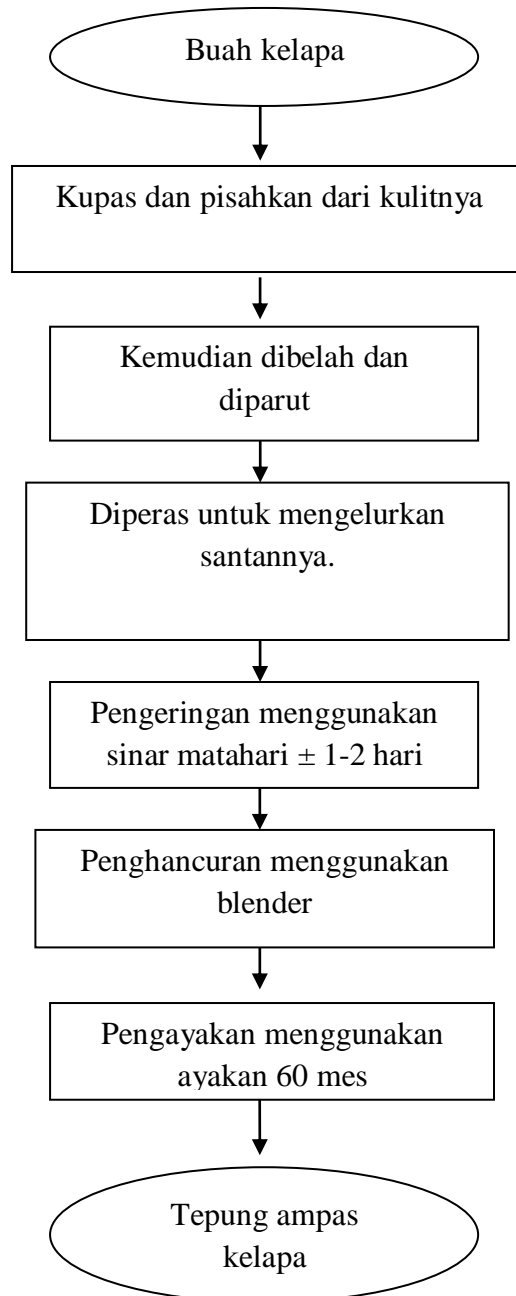 Buah kelapa
Kupas dan pisahkan dari kulitnya
Kemudian dibelah dan
diparut
Diperas untuk mengelurkan
santannya.
Pengeringan menggunakan
sinar matahari ± 1-2 hari
Penghancuran menggunakan
blender
Pengayakan menggunakan
ayakan 60 mes
Tepung ampas
kelapa